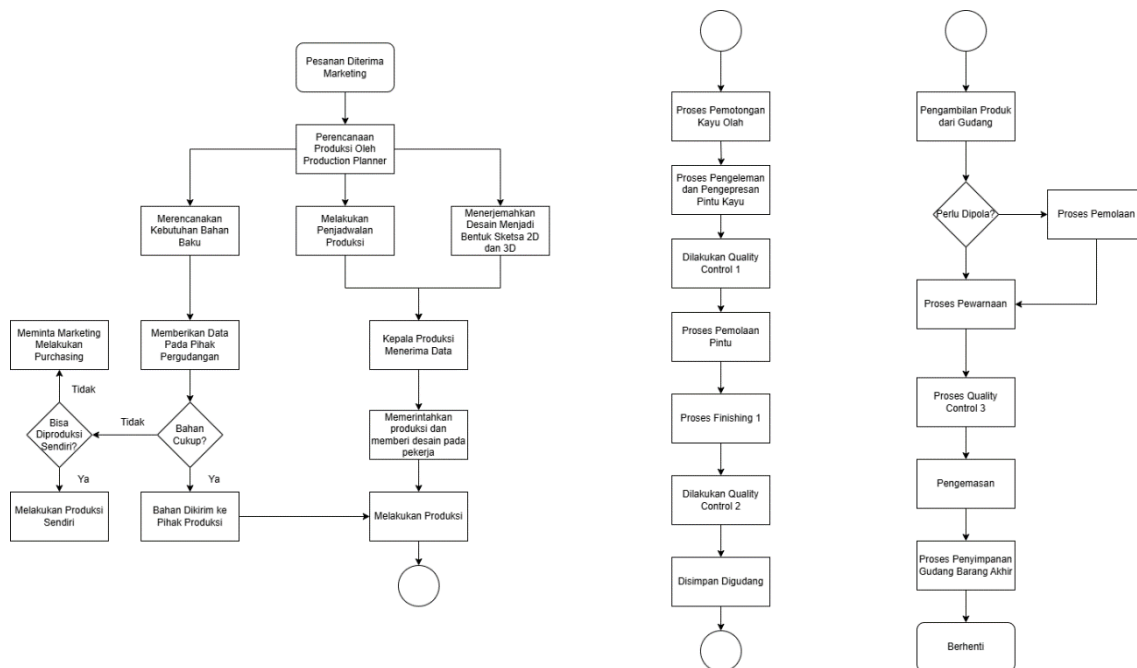 Pesanan Diterima
Marketing
Perencanaan
Produksi Oleh
Production Planner
Merencanakan
Kebutuhan Bahan
Baku
Melakukan
Penjadwalan
Produksi
Menerjemahkan
Desain Menjadi
Bentuk Sketsa 2D
dan 3D
Meminta Marketing
Melakukan
Purchasing
Memberikan Data
Pada Pihak
Pergudangan
Kepala Produksi
Menerima Data
Tidak
Bisa
Diproduksi
Sendiri?
Tidak
Bahan
Cukup?
Memerintahkan
produksi dan
memberi desain pada
pekerja
Ya
Ya
Melakukan Produksi
Sendiri
Bahan Dikirim ke
Pihak Produksi
Melakukan Produksi
Proses Pemotongan
Kayu Olah
Proses Pengeleman
dan Pengepresan
Pintu Kayu
Dilakukan Quality
Control 1
Proses Pemolaan
Pintu
Proses Finishing 1
Dilakukan Quality
Control 2
Disimpan Digudang
Pengambilan Produk
dari Gudang
Perlu Dipola?
Proses Pemolaan
Proses Pewarnaan
Proses Quality
Control 3
Pengemasan
Proses Penyimpanan
Gudang Barang Akhir
Berhenti